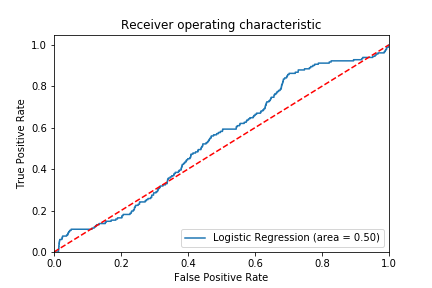 Receiver operating characteristic
True Positive Rate
1.0
0.8
0.6
0.4
0.2
0.0
Logistic Regression (area = 0.50)
0.0 0.2 0.4 0.6 0.8 1.0
False Positive Rate